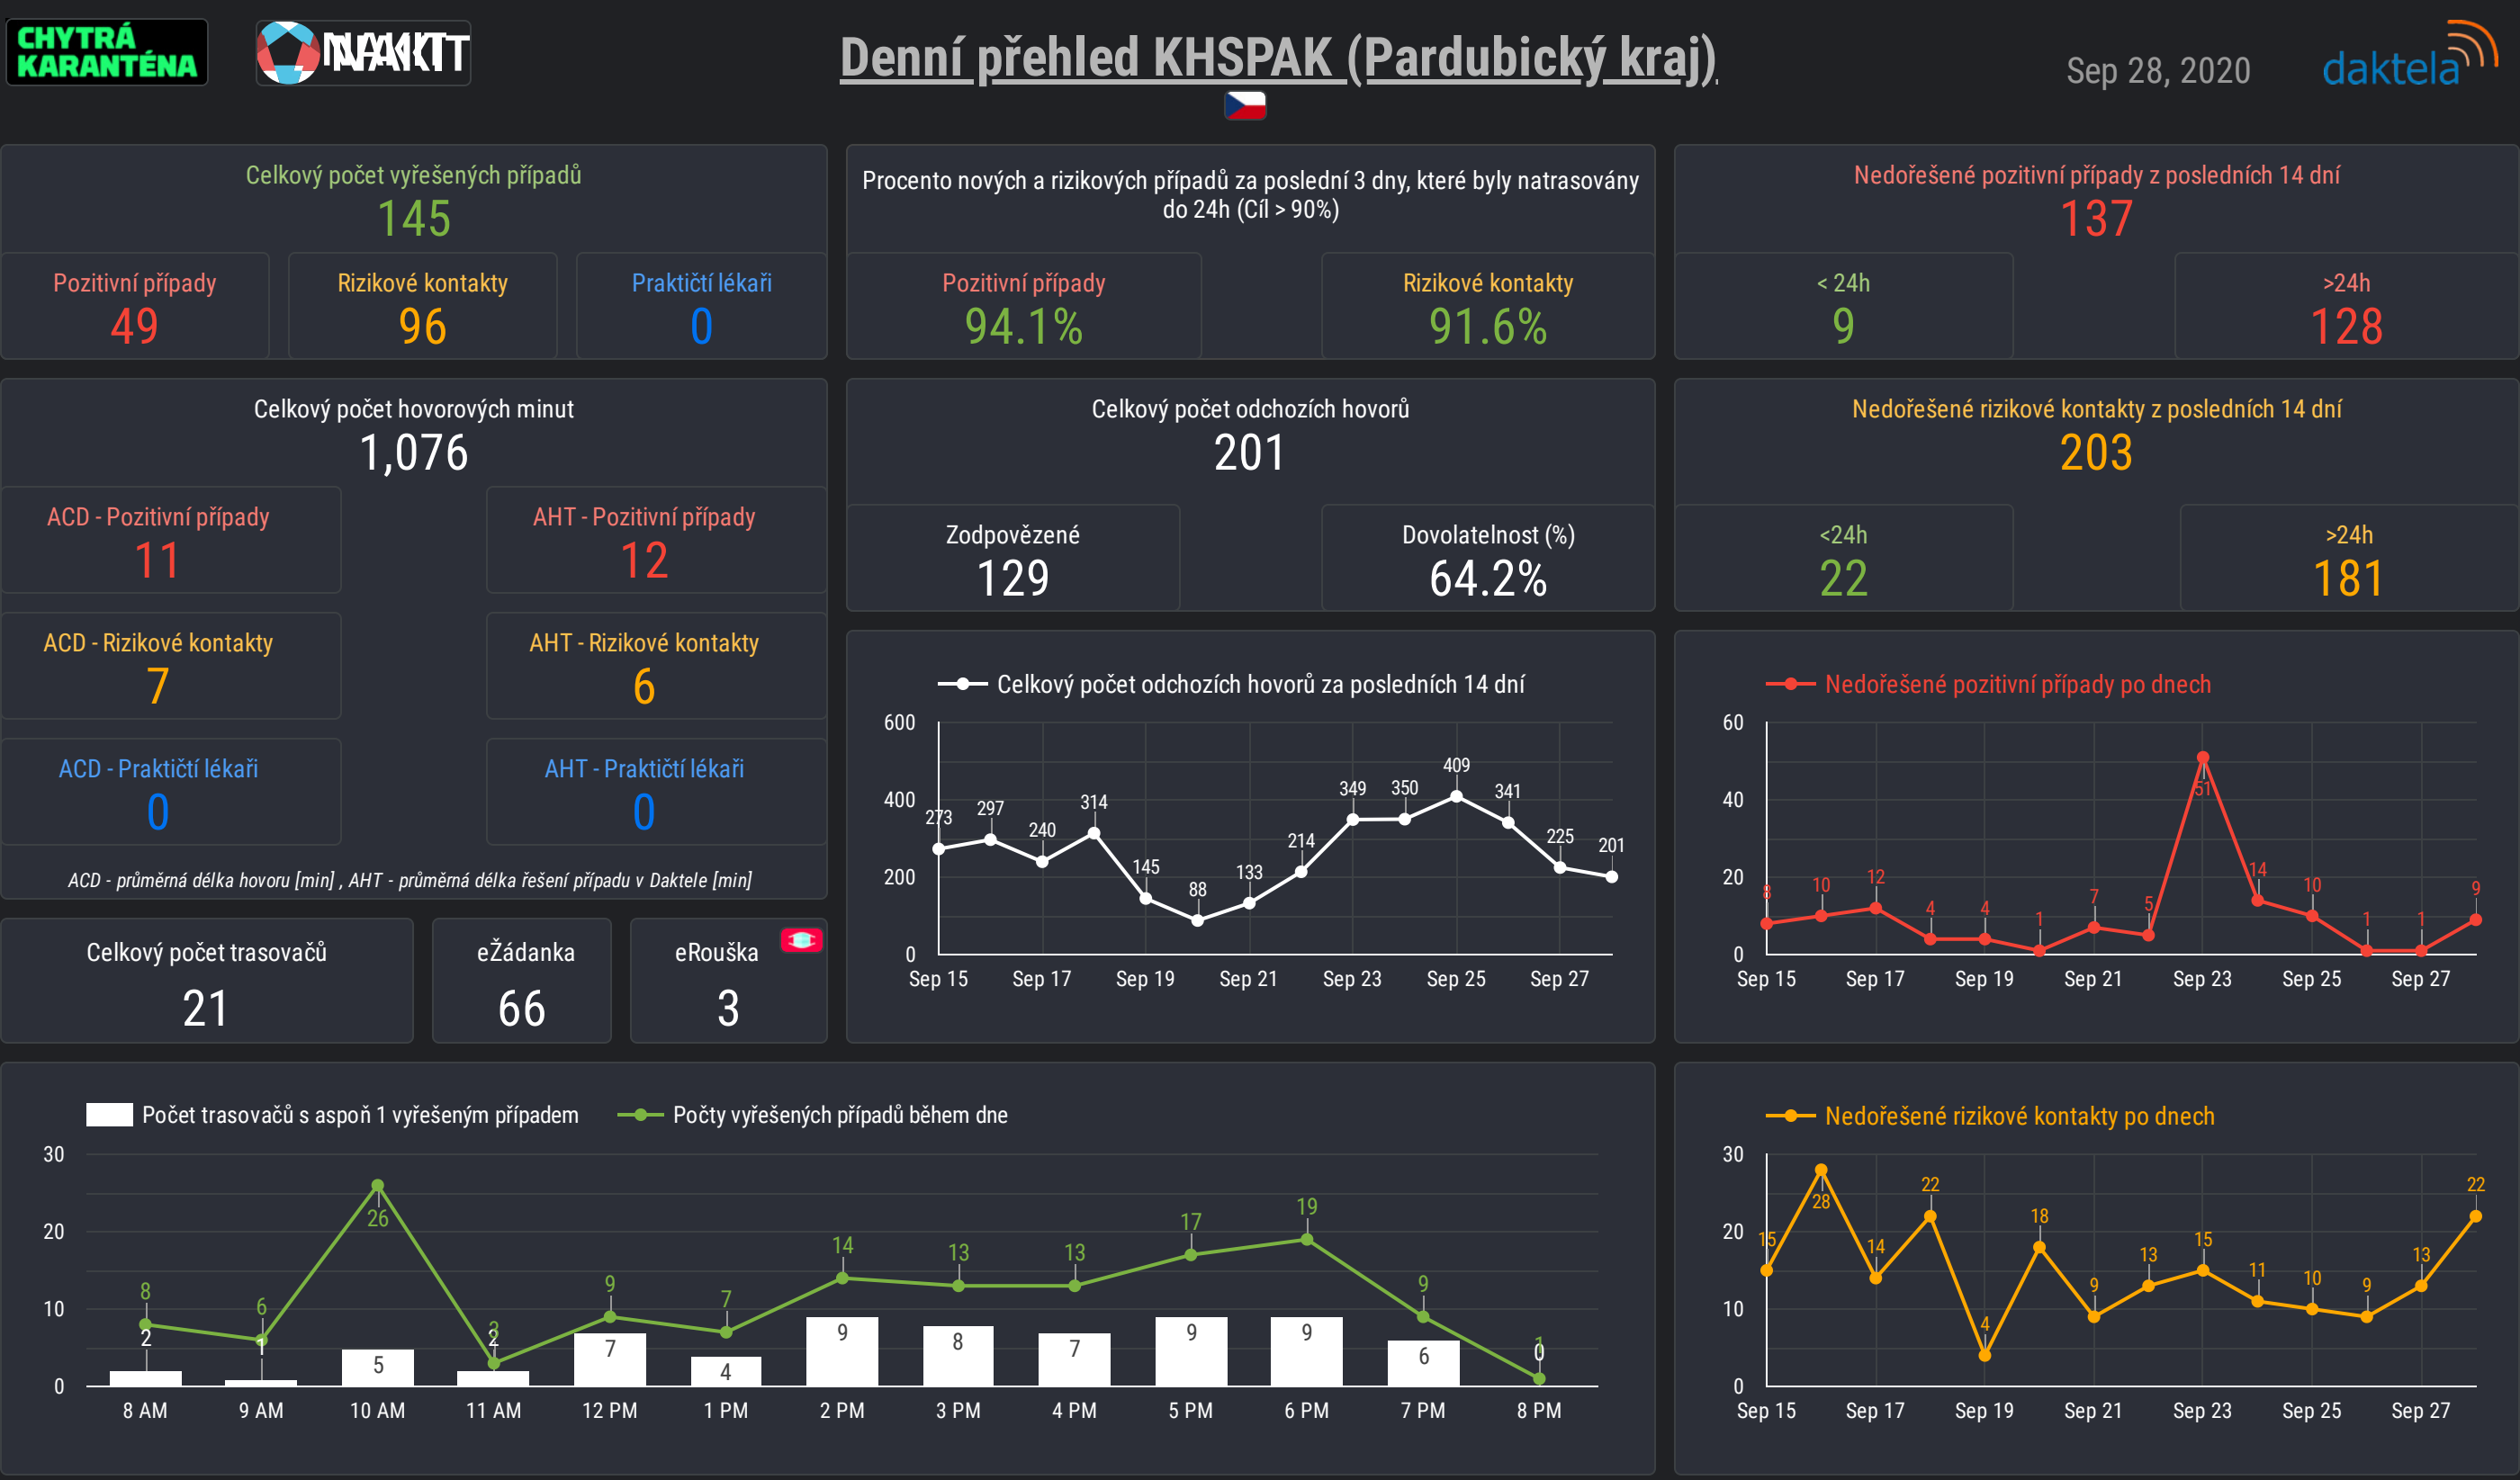 CHYTRÁ
KARANTÉNA
NAKIT
Denní přehled KHSPAK (Pardubický kraj)
Sep 28, 2020
daktela
Celkový počet vyřešených případů
145
Pozitivní případy
49
Rizikové kontakty
96
Praktičtí lékaři
0
Procento nových a rizikových případů za poslední 3 dny, které byly natrasovány
do 24h (Cíl > 90%)
Pozitivní případy
94.1%
Rizikové kontakty
91.6%
Nedořešené pozitivní případy z posledních 14 dní
137
< 24h
9
>24h
128
Celkový počet hovorových minut
1,076
ACD - Pozitivní případy
11
AHT - Pozitivní případy
12
ACD - Rizikové kontakty
7
AHT - Rizikové kontakty
6
ACD - Praktičtí lékaři
0
AHT - Praktičtí lékaři
0
ACD - průměrná délka hovoru [min] , AHT - průměrná délka řešení případu v Daktele [min]
Celkový počet odchozích hovorů
201
Zodpovězené
129
Dovolatelnost (%)
64.2%
Nedořešené rizikové kontakty z posledních 14 dní
203
<24h
22
>24h
181
Celkový počet trasovačů
21
eŽádanka
66
eRouška
3
Celkový počet odchozích hovorů za posledních 14 dní
600
400
200
0
273 297 240 314 145 88 133 214 349 350 409 341 225 201
Sep 15 Sep 17 Sep 19 Sep 21 Sep 23 Sep 25 Sep 27
Nedořešené pozitivní případy po dnech
60
40
20
0
8 10 12 4 4 1 7 5 51 14 10 1 1 9
Sep 15 Sep 17 Sep 19 Sep 21 Sep 23 Sep 25 Sep 27
Počet trasovačů s aspoň 1 vyřešeným případem
Počty vyřešených případů během dne
30
20
10
0
8 6 26 3 9 7 14 13 13 17 19 9 1
2 1 5 2 7 4 9 8 7 9 9 6 0
8 AM 9 AM 10 AM 11 AM 12 PM 1 PM 2 PM 3 PM 4 PM 5 PM 6 PM 7 PM 8 PM
Nedořešené rizikové kontakty po dnech
30
20
10
0
15 28 14 22 4 18 9 13 15 11 10 9 13 22
Sep 15 Sep 17 Sep 19 Sep 21 Sep 23 Sep 25 Sep 27